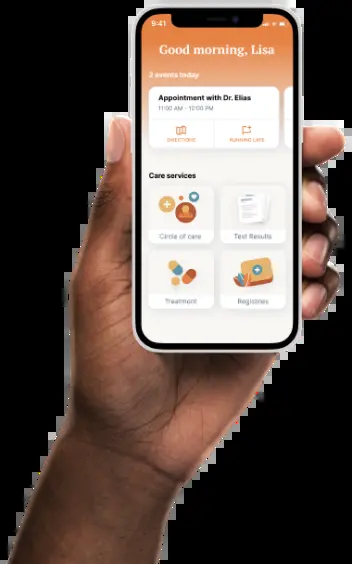 9:41
Good morning, Lisa
2 events today
Appointment with Dr. Elias
11:00 AM - 12:00 PM
DIRECTIONS
RUNNING LATE
Care services
Circle of care
Test Results
Treatment
Registries